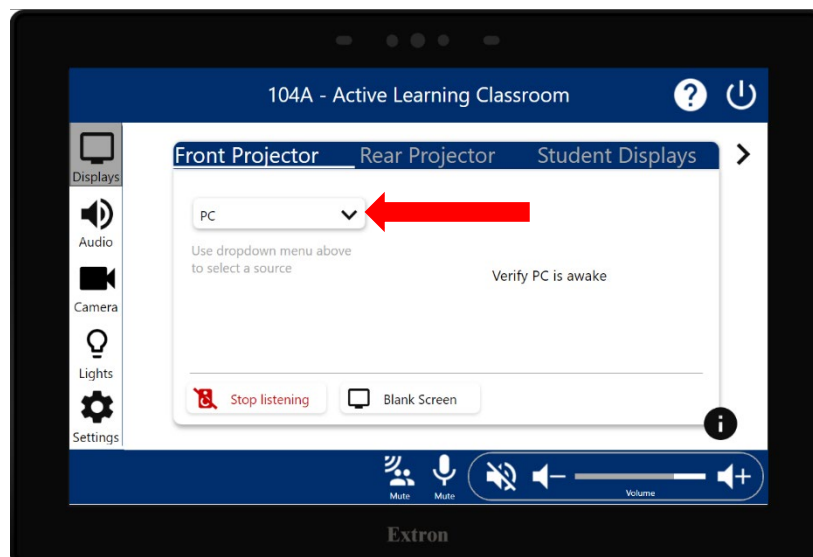 104A - Active Learning Classroom
?
Displays
Audio
Camera
Lights
Settings
Front Projector Rear Projector Student Displays
PC
Use dropdown menu above
to select a source
Verify PC is awake
Stop listening Blank Screen
i
Mute Mute Volume
Extron